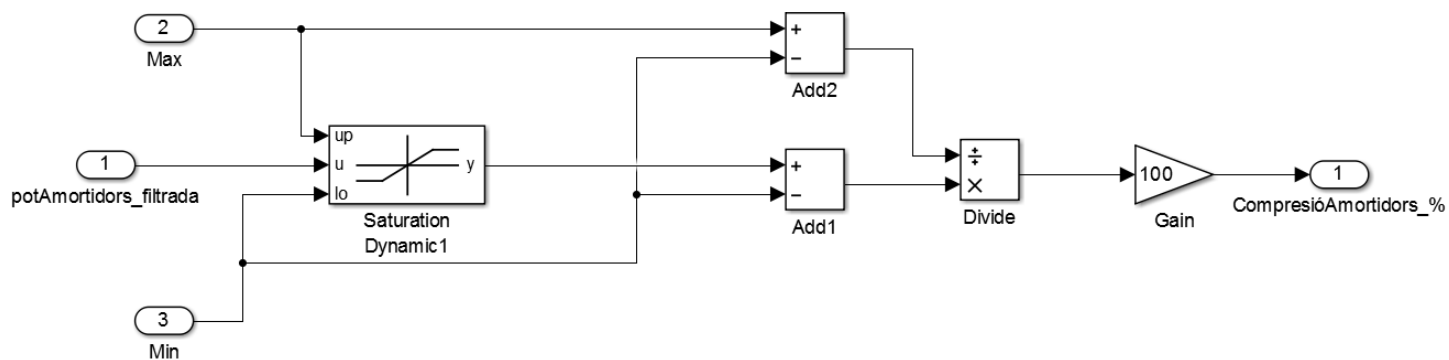 2
Max
+
−
Add2
up
u
lo
y
Saturation
Dynamic1
1
potAmortidors_filtrada
+
−
Add1
÷
×
Divide
100
Gain
1
CompresióAmortidors_%
3
Min